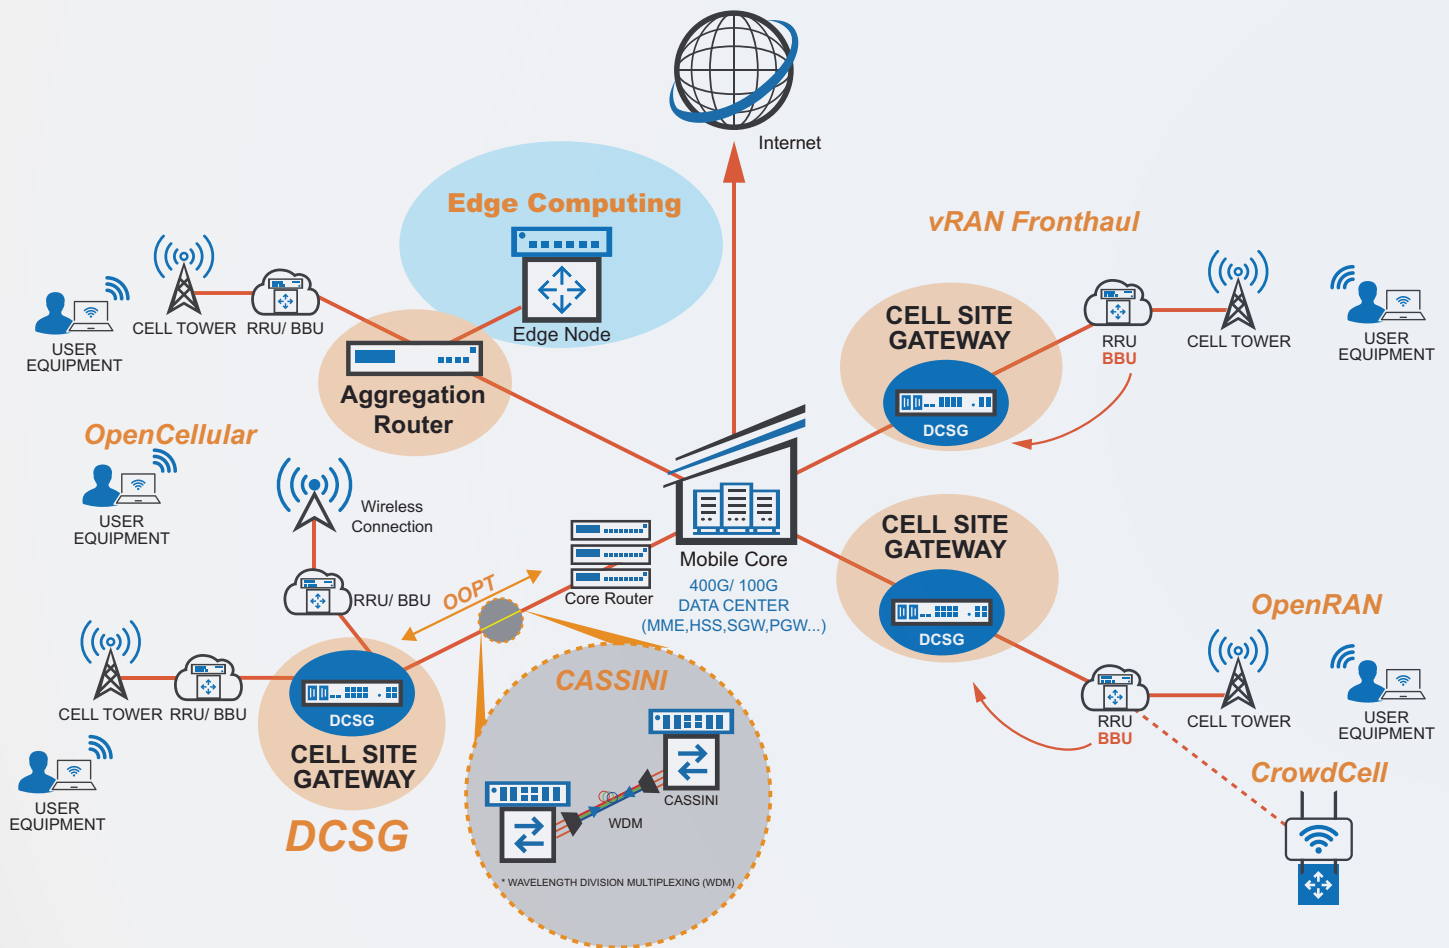 Internet
Edge Computing
Edge Node
vRAN Fronthaul
CELL TOWER
RRU/ BBU
USER
EQUIPMENT
Aggregation
Router
CELL SITE
GATEWAY
DCSG
RRU
BBU
CELL TOWER
USER
EQUIPMENT
OpenCellular
USER
EQUIPMENT
Wireless
Connection
RRU/ BBU
OOPT
Core Router
Mobile Core
400G/ 100G
DATA CENTER
(MME,HSS,SGW,PGW...)
CELL SITE
GATEWAY
DCSG
OpenRAN
RRU
BBU
CELL TOWER
USER
EQUIPMENT
CrowdCell
CELL TOWER
RRU/ BBU
DCSG
CELL SITE
GATEWAY
USER
EQUIPMENT
DCSG
CASSINI
CASSINI
WDM
* WAVELENGTH DIVISION MULTIPLEXING (WDM)